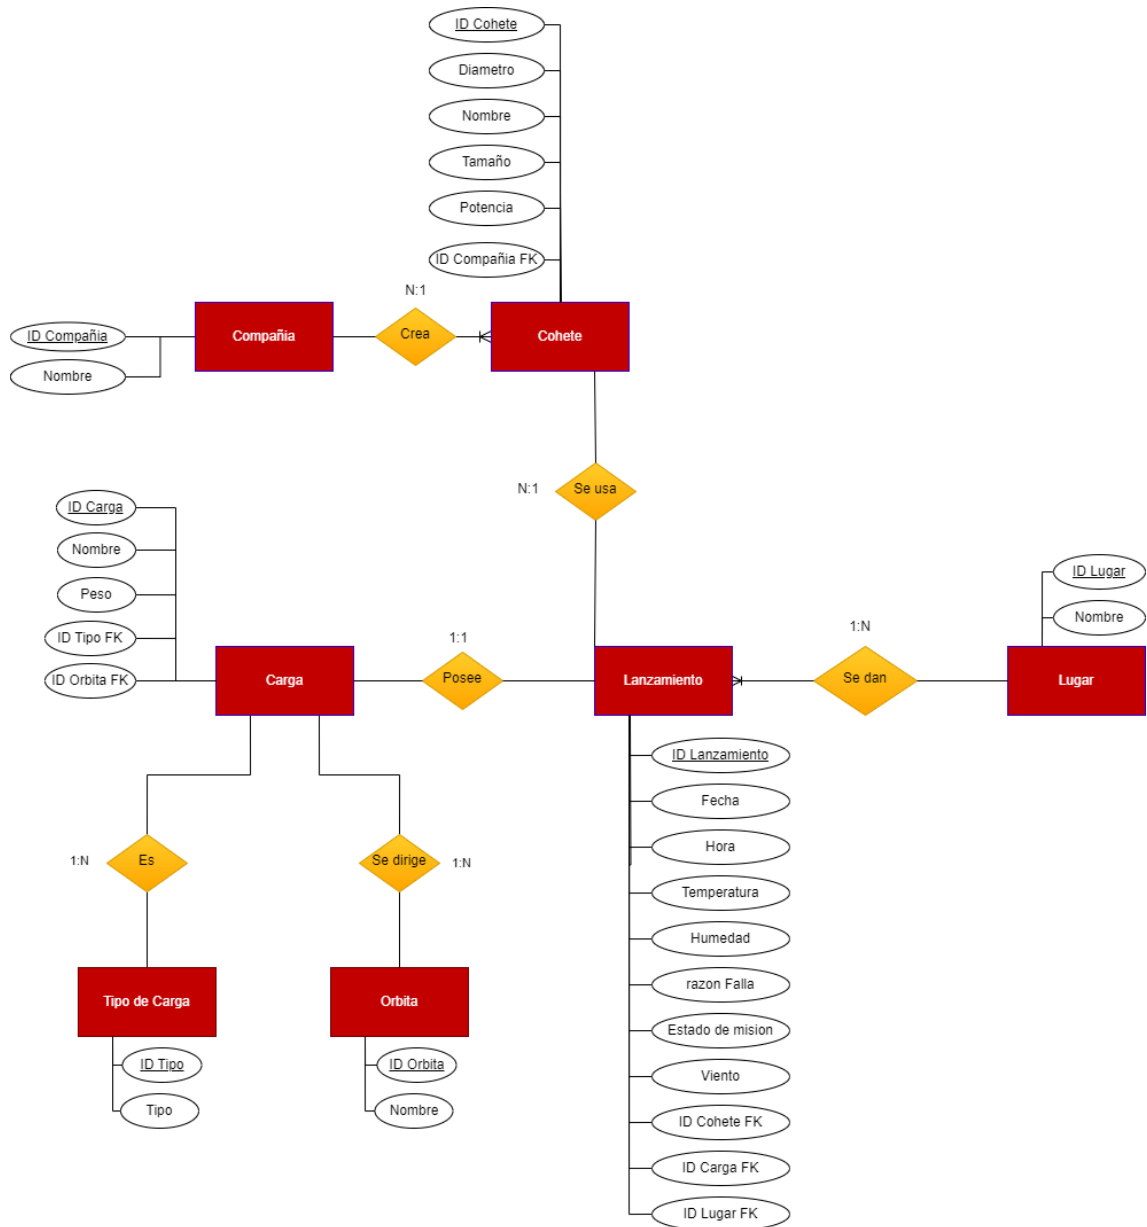 ID Cohete
Diametro
Nombre
Tamaño
Potencia
ID Compañia FK
N:1
Compañia
Crea
Cohete
ID Compañia
Nombre
N:1
Se usa
ID Carga
Nombre
Peso
ID Tipo FK
ID Orbita FK
Carga
1:1
Posee
Lanzamiento
1:N
Se dan
ID Lugar
Nombre
Lugar
ID Lanzamiento
Fecha
Hora
Temperatura
Humedad
razon Falla
Estado de mision
Viento
ID Cohete FK
ID Carga FK
ID Lugar FK
1:N
Es
Se dirige
1:N
Tipo de Carga
Orbita
ID Tipo
Tipo
ID Orbita
Nombre